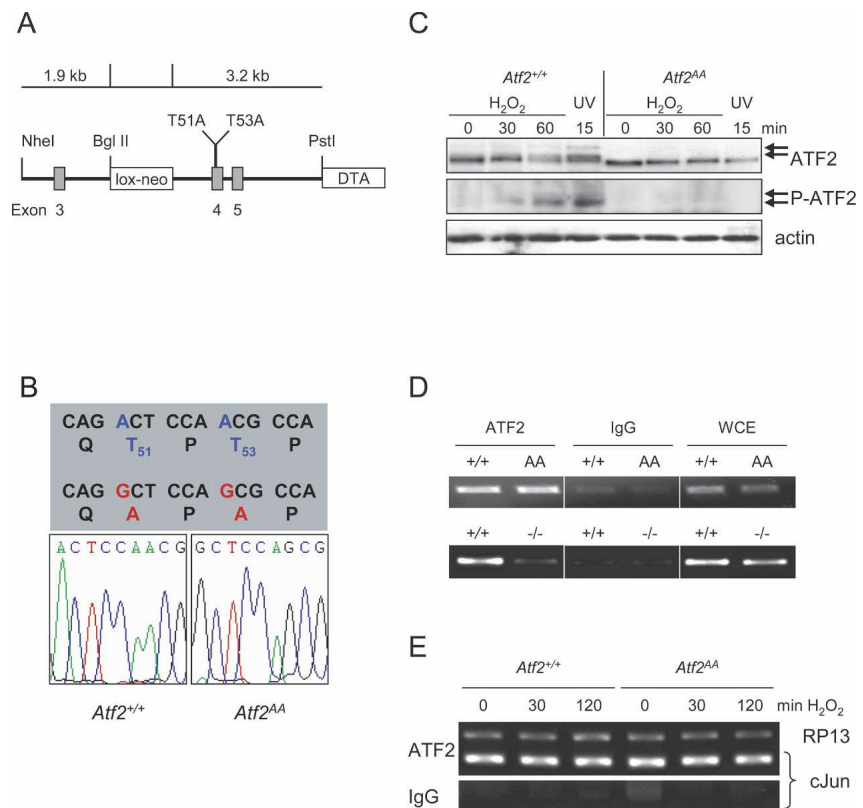 A
1.9 kb 3.2 kb
T51A T53A
NheI Bgl II PstI
lox-neo DTA
Exon 3 4 5
B
CAG ACT CCA ACG CCA
Q T51 P T53 P
CAG GCT CCA GCG CCA
Q A P A P
A C T C C A A C G G C T C C A G C G
Atf2+/+ Atf2AA
C
Atf2+/+ Atf2AA
H2O2 UV H2O2 UV
0 30 60 15 0 30 60 15 min
ATF2
P-ATF2
actin
D
ATF2 IgG WCE
+/+ AA +/+ AA +/+ AA
+/+ -/- +/+ -/- +/+ -/-
E
Atf2+/+ Atf2AA
0 30 120 0 30 120 min H2O2
ATF2 RP13
cJun
IgG